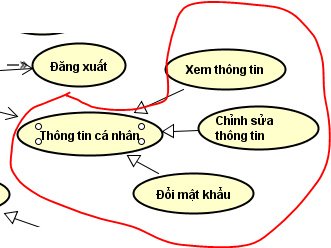 Đăng xuất
Xem thông tin
Chỉnh sửa
thông tin
Thông tin cá nhân
Đổi mật khẩu